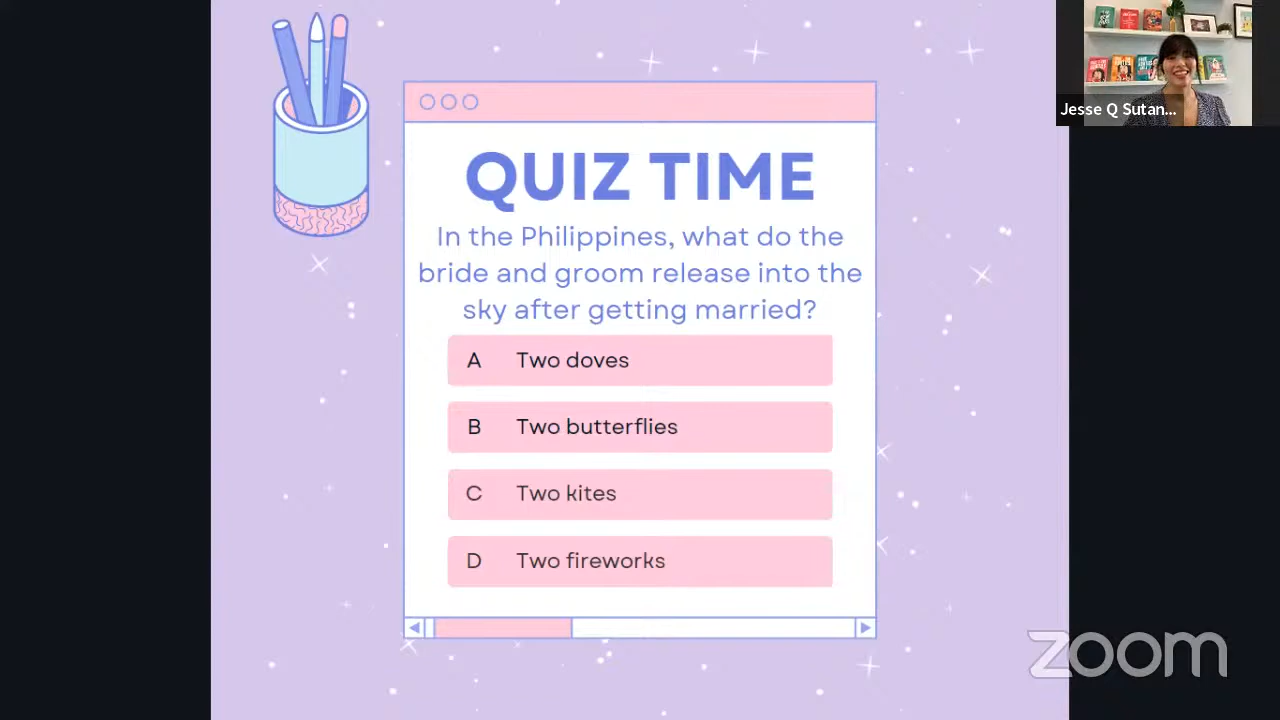 Jesse Q Sutan...
QUIZ TIME
In the Philippines, what do the
bride and groom release into the
sky after getting married?
A Two doves
B Two butterflies
C Two kites
D Two fireworks
zoom